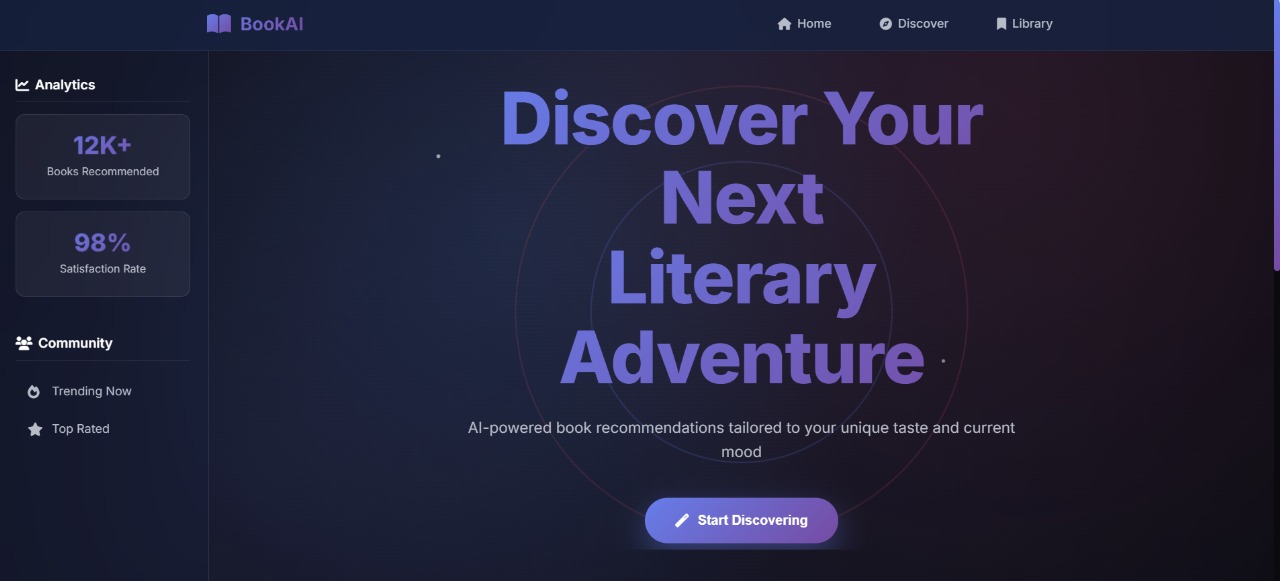 BookAI
Home
Discover
Library
Analytics
12K+
Books Recommended
98%
Satisfaction Rate
Community
Trending Now
Top Rated
Discover Your
Next
Literary
Adventure
AI-powered book recommendations tailored to your unique taste and current
mood
Start Discovering